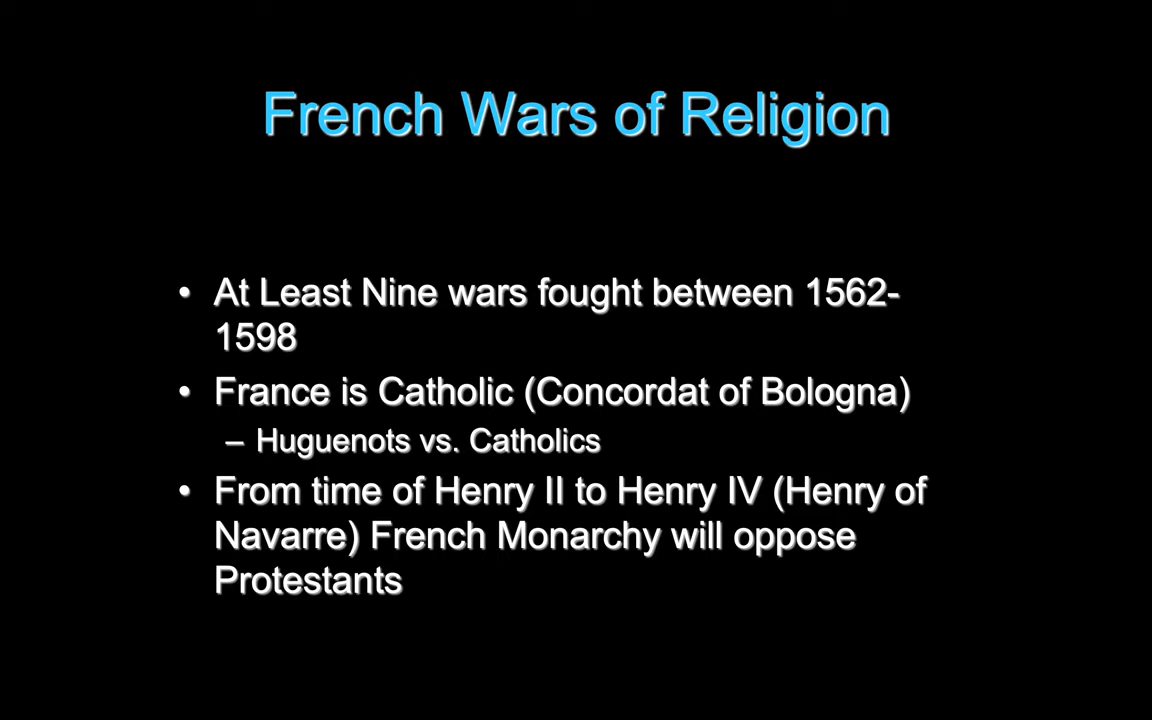 French Wars of Religion
• At Least Nine wars fought between 1562-
1598
• France is Catholic (Concordat of Bologna)
– Huguenots vs. Catholics
• From time of Henry II to Henry IV (Henry of
Navarre) French Monarchy will oppose
Protestants